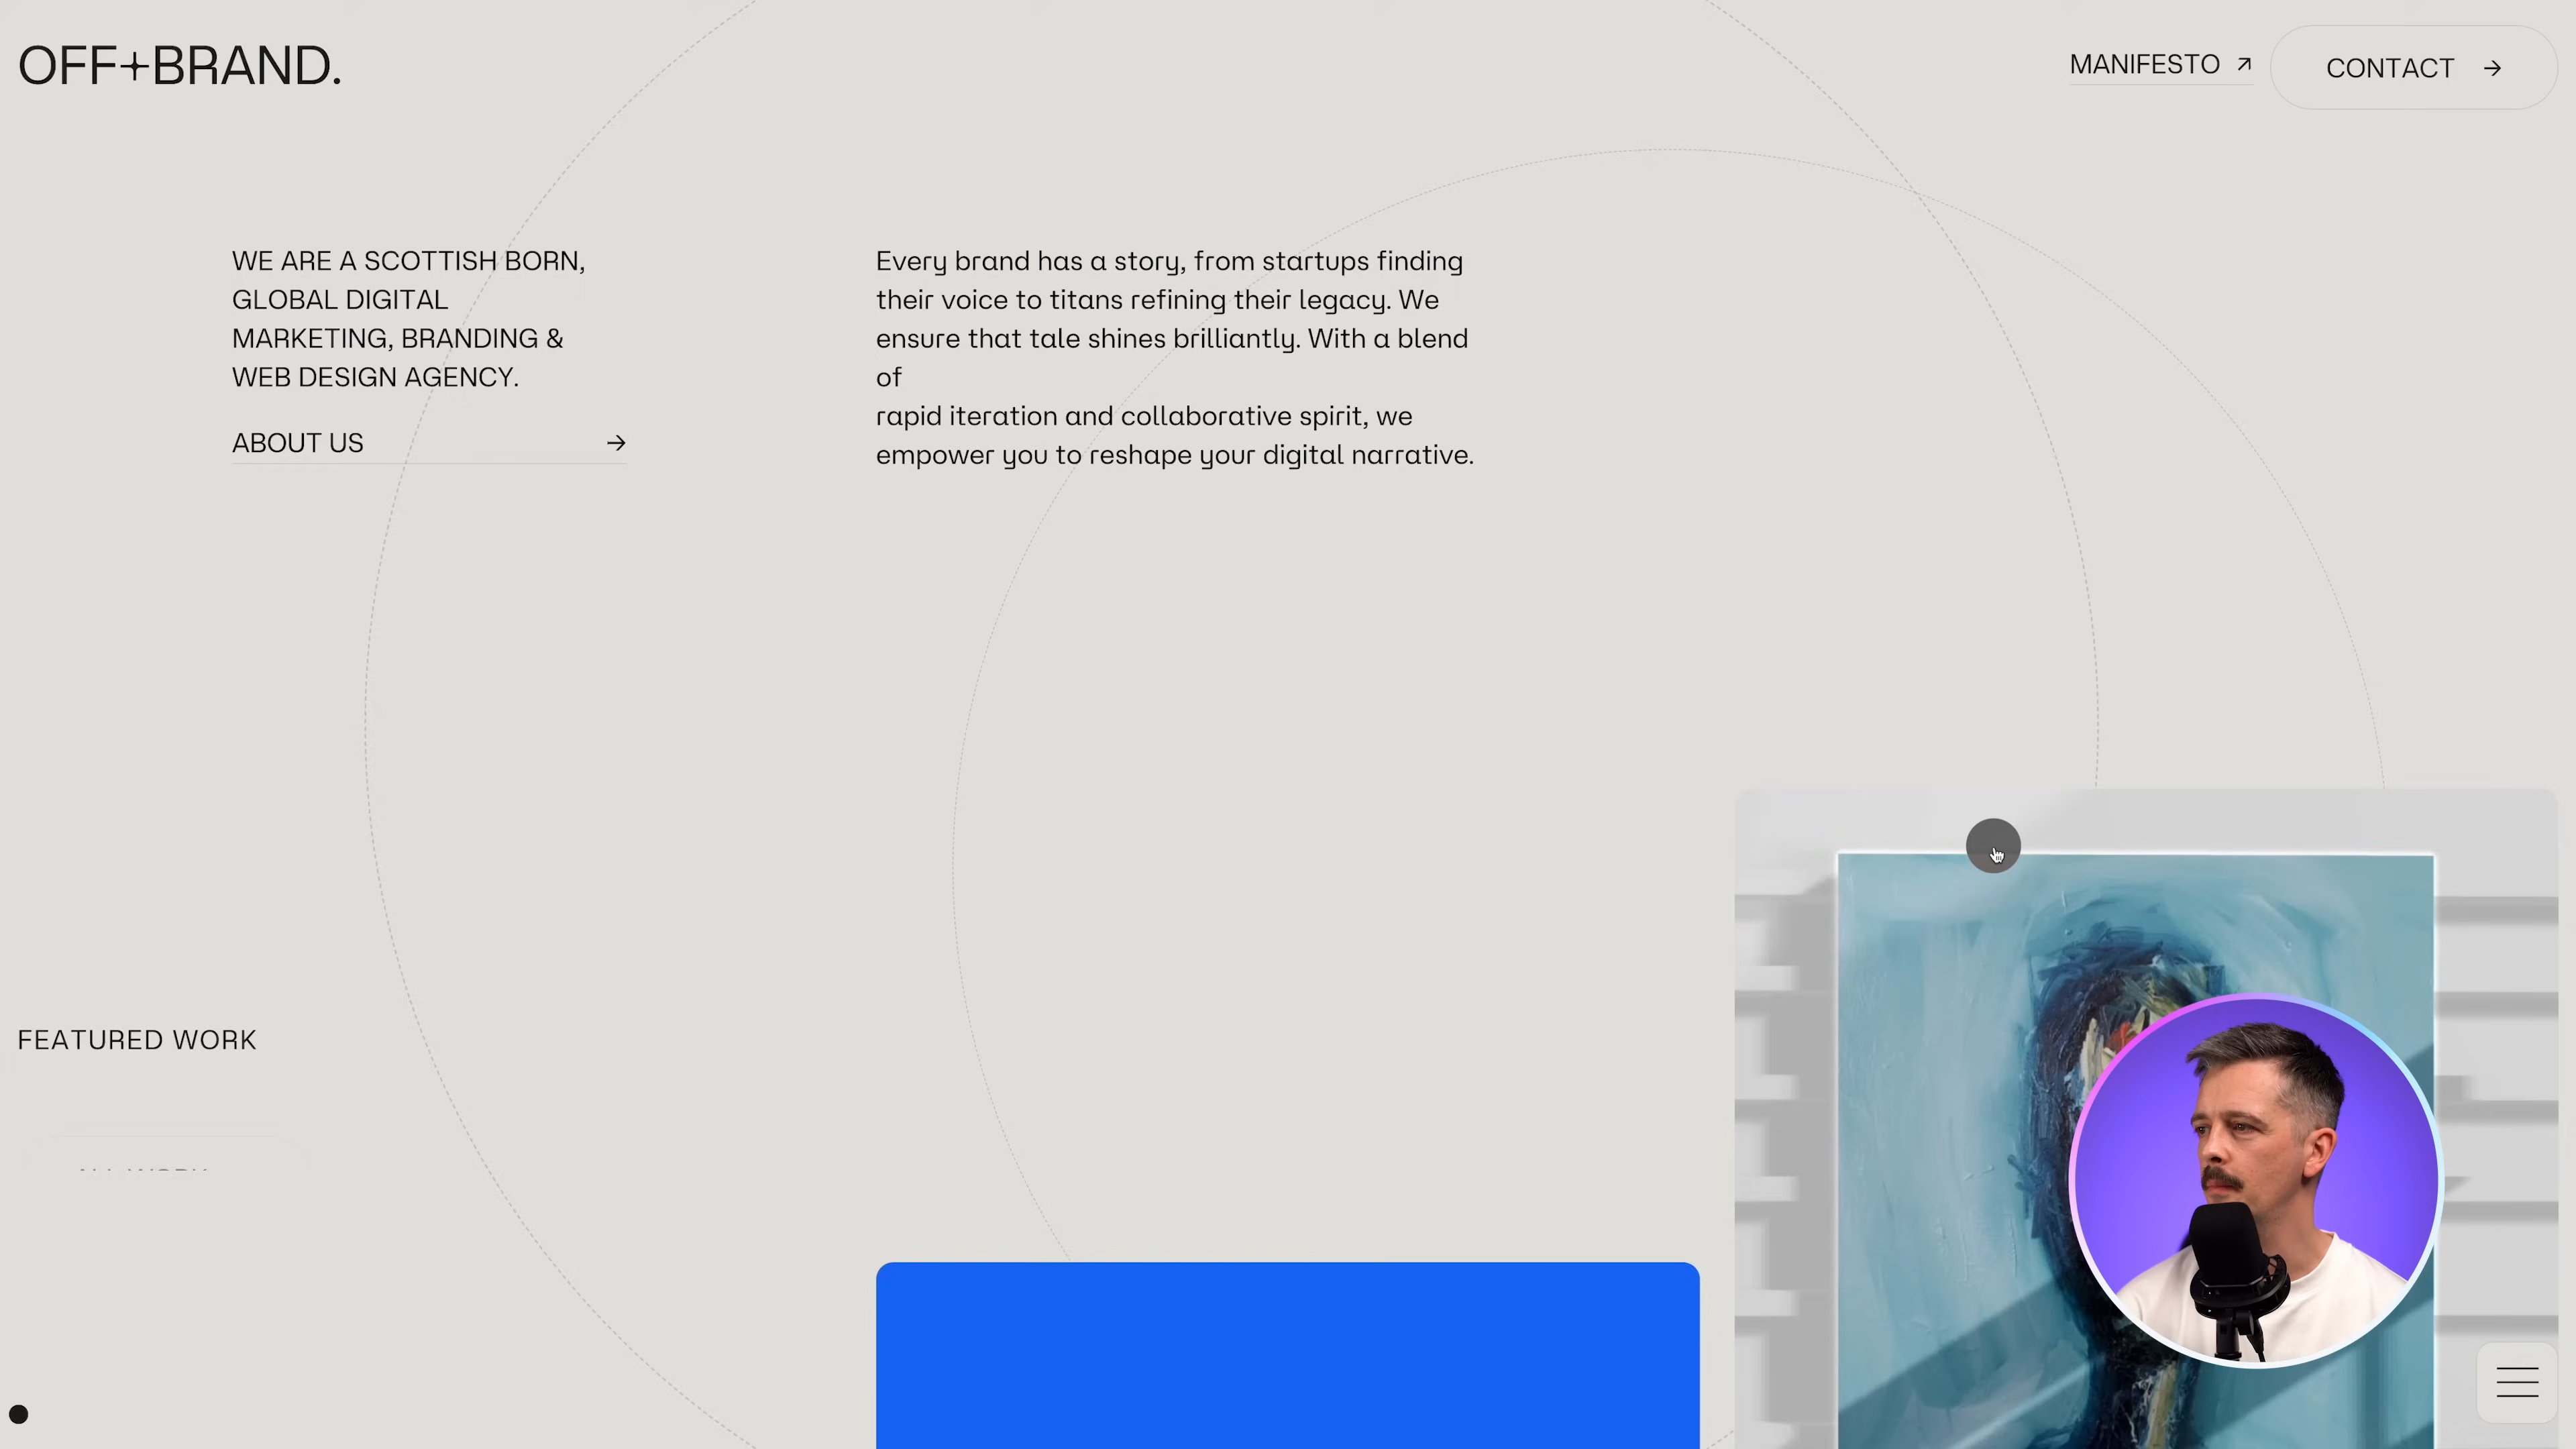 OFF+BRAND.
MANIFESTO
CONTACT
WE ARE A SCOTTISH BORN,
GLOBAL DIGITAL
MARKETING, BRANDING &
WEB DESIGN AGENCY.
ABOUT US
Every brand has a story, from startups finding
their voice to titans refining their legacy. We
ensure that tale shines brilliantly. With a blend
of
rapid iteration and collaborative spirit, we
empower you to reshape your digital narrative.
FEATURED WORK